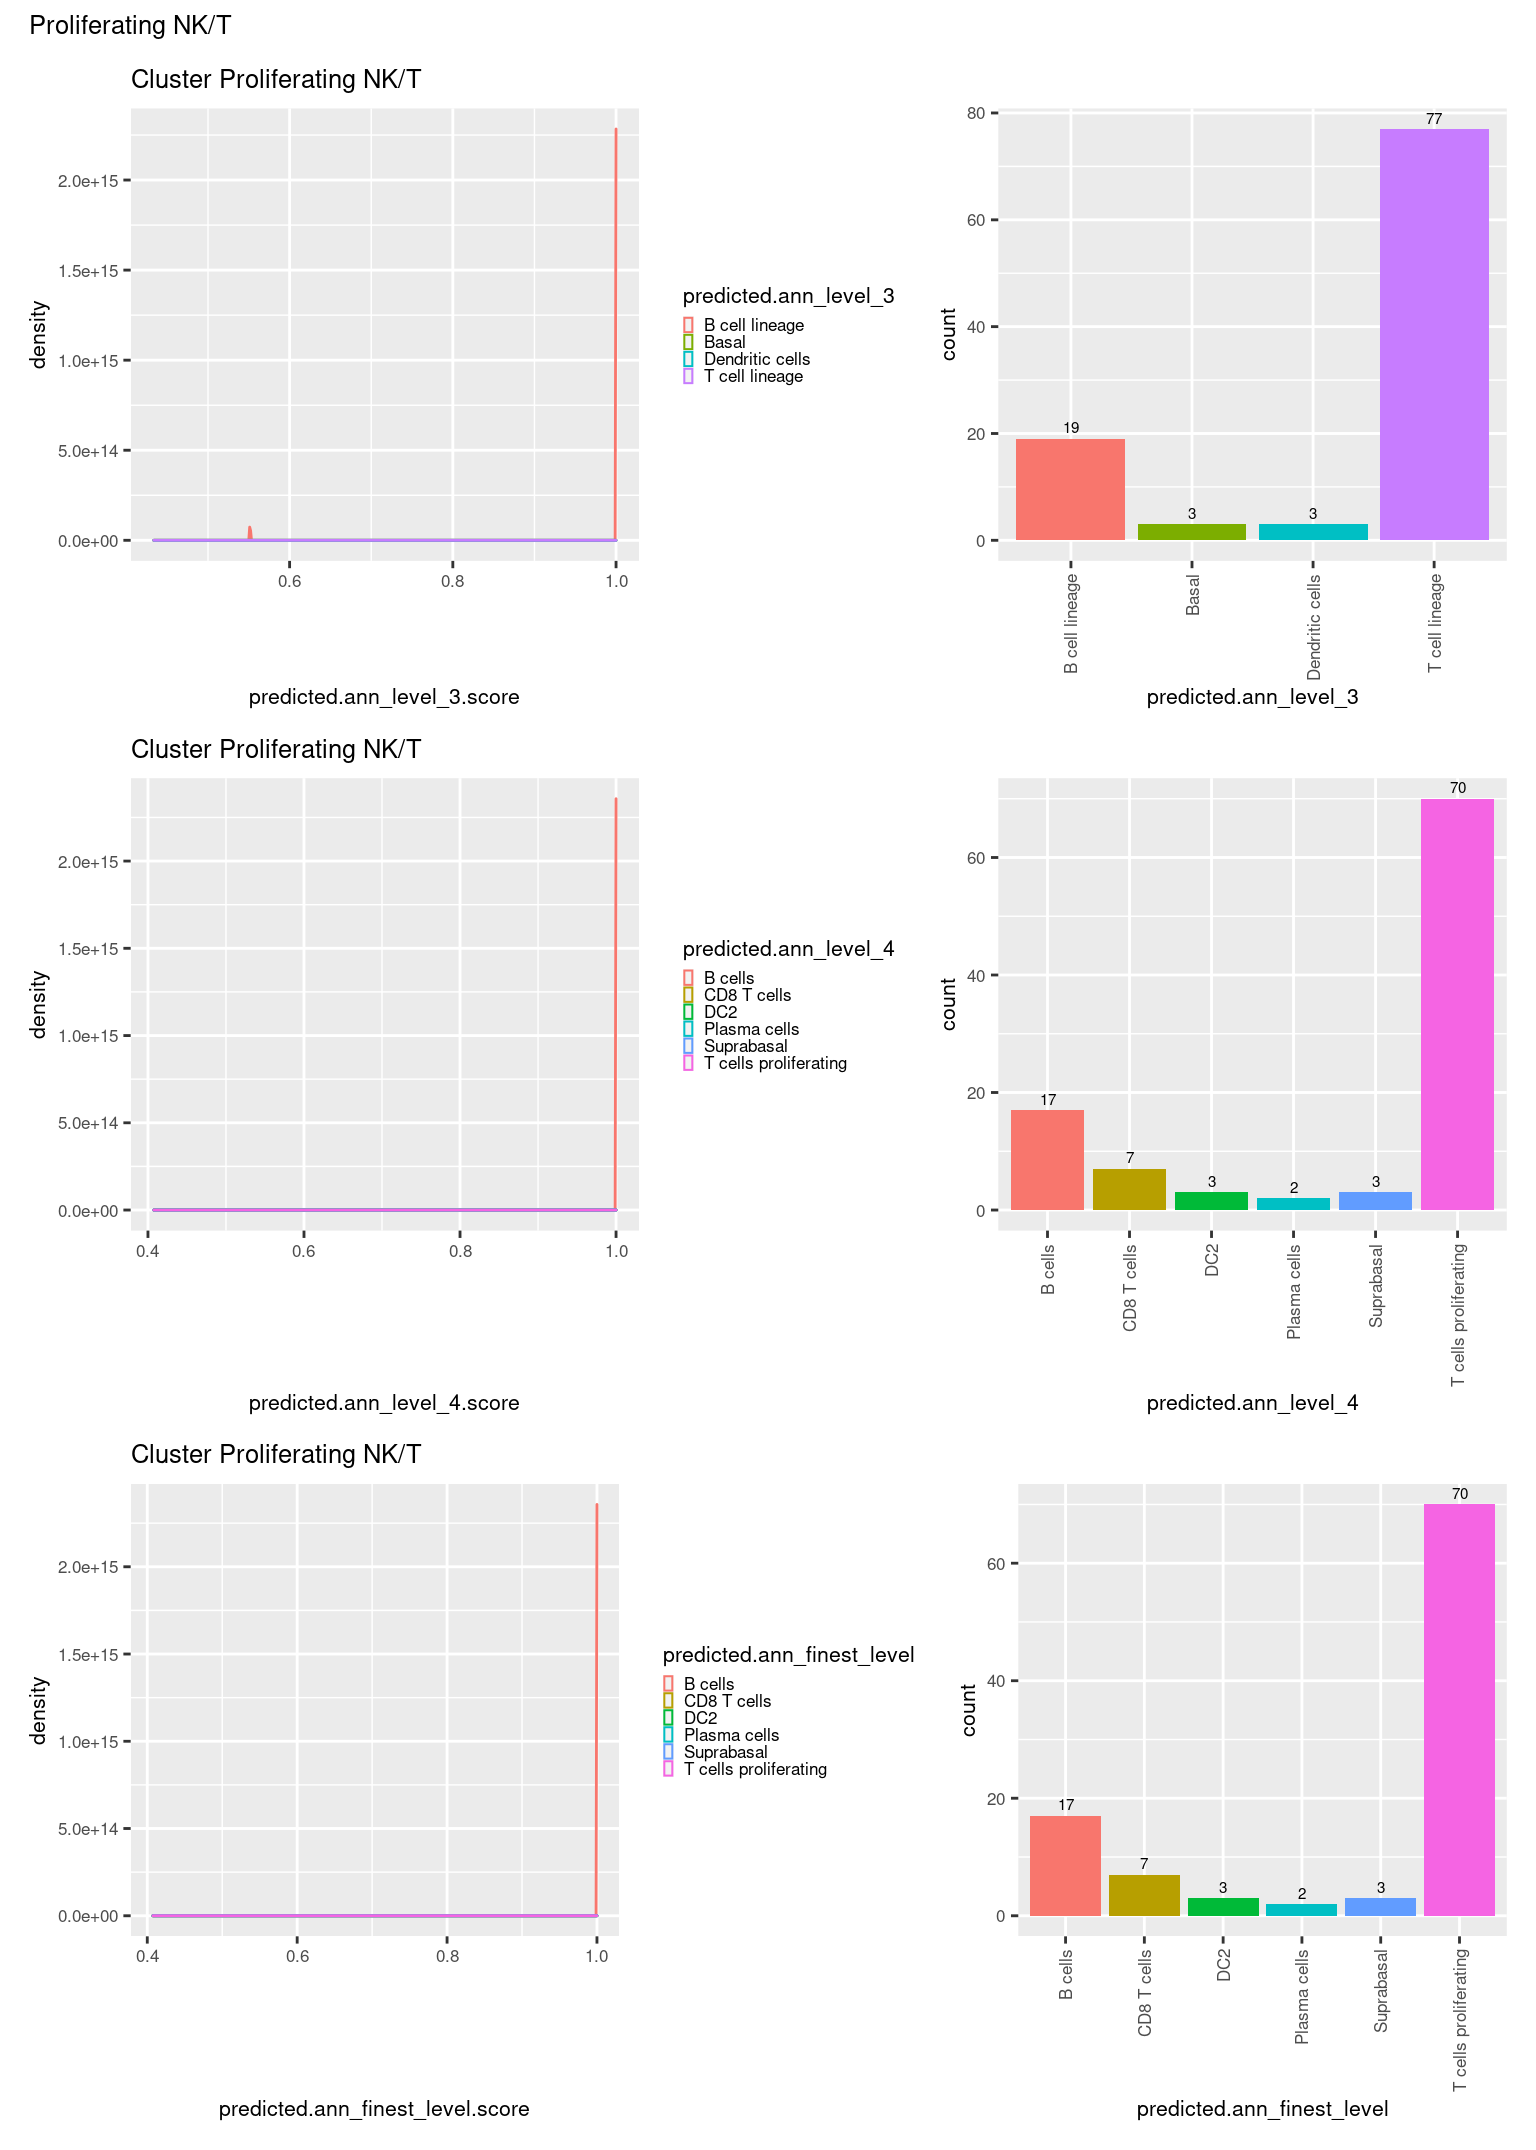 Proliferating NK/T
Cluster Proliferating NK/T
density
2.0e+15
1.5e+15
1.0e+15
5.0e+14
0.0e+00
0.6
0.8
1.0
predicted.ann_level_3.score
predicted.ann_level_3
B cell lineage
Basal
Dendritic cells
T cell lineage
count
80
60
40
20
0
19
3
3
77
B cell lineage
Basal
Dendritic cells
T cell lineage
predicted.ann_level_3
Cluster Proliferating NK/T
density
2.0e+15
1.5e+15
1.0e+15
5.0e+14
0.0e+00
0.4
0.6
0.8
1.0
predicted.ann_level_4.score
predicted.ann_level_4
B cells
CD8 T cells
DC2
Plasma cells
Suprabasal
T cells proliferating
count
60
40
20
0
17
7
3
2
3
70
B cells
CD8 T cells
DC2
Plasma cells
Suprabasal
T cells proliferating
predicted.ann_level_4
Cluster Proliferating NK/T
density
2.0e+15
1.5e+15
1.0e+15
5.0e+14
0.0e+00
0.4
0.6
0.8
1.0
predicted.ann_finest_level.score
predicted.ann_finest_level
B cells
CD8 T cells
DC2
Plasma cells
Suprabasal
T cells proliferating
count
60
40
20
0
17
7
3
2
3
70
B cells
CD8 T cells
DC2
Plasma cells
Suprabasal
T cells proliferating
predicted.ann_finest_level